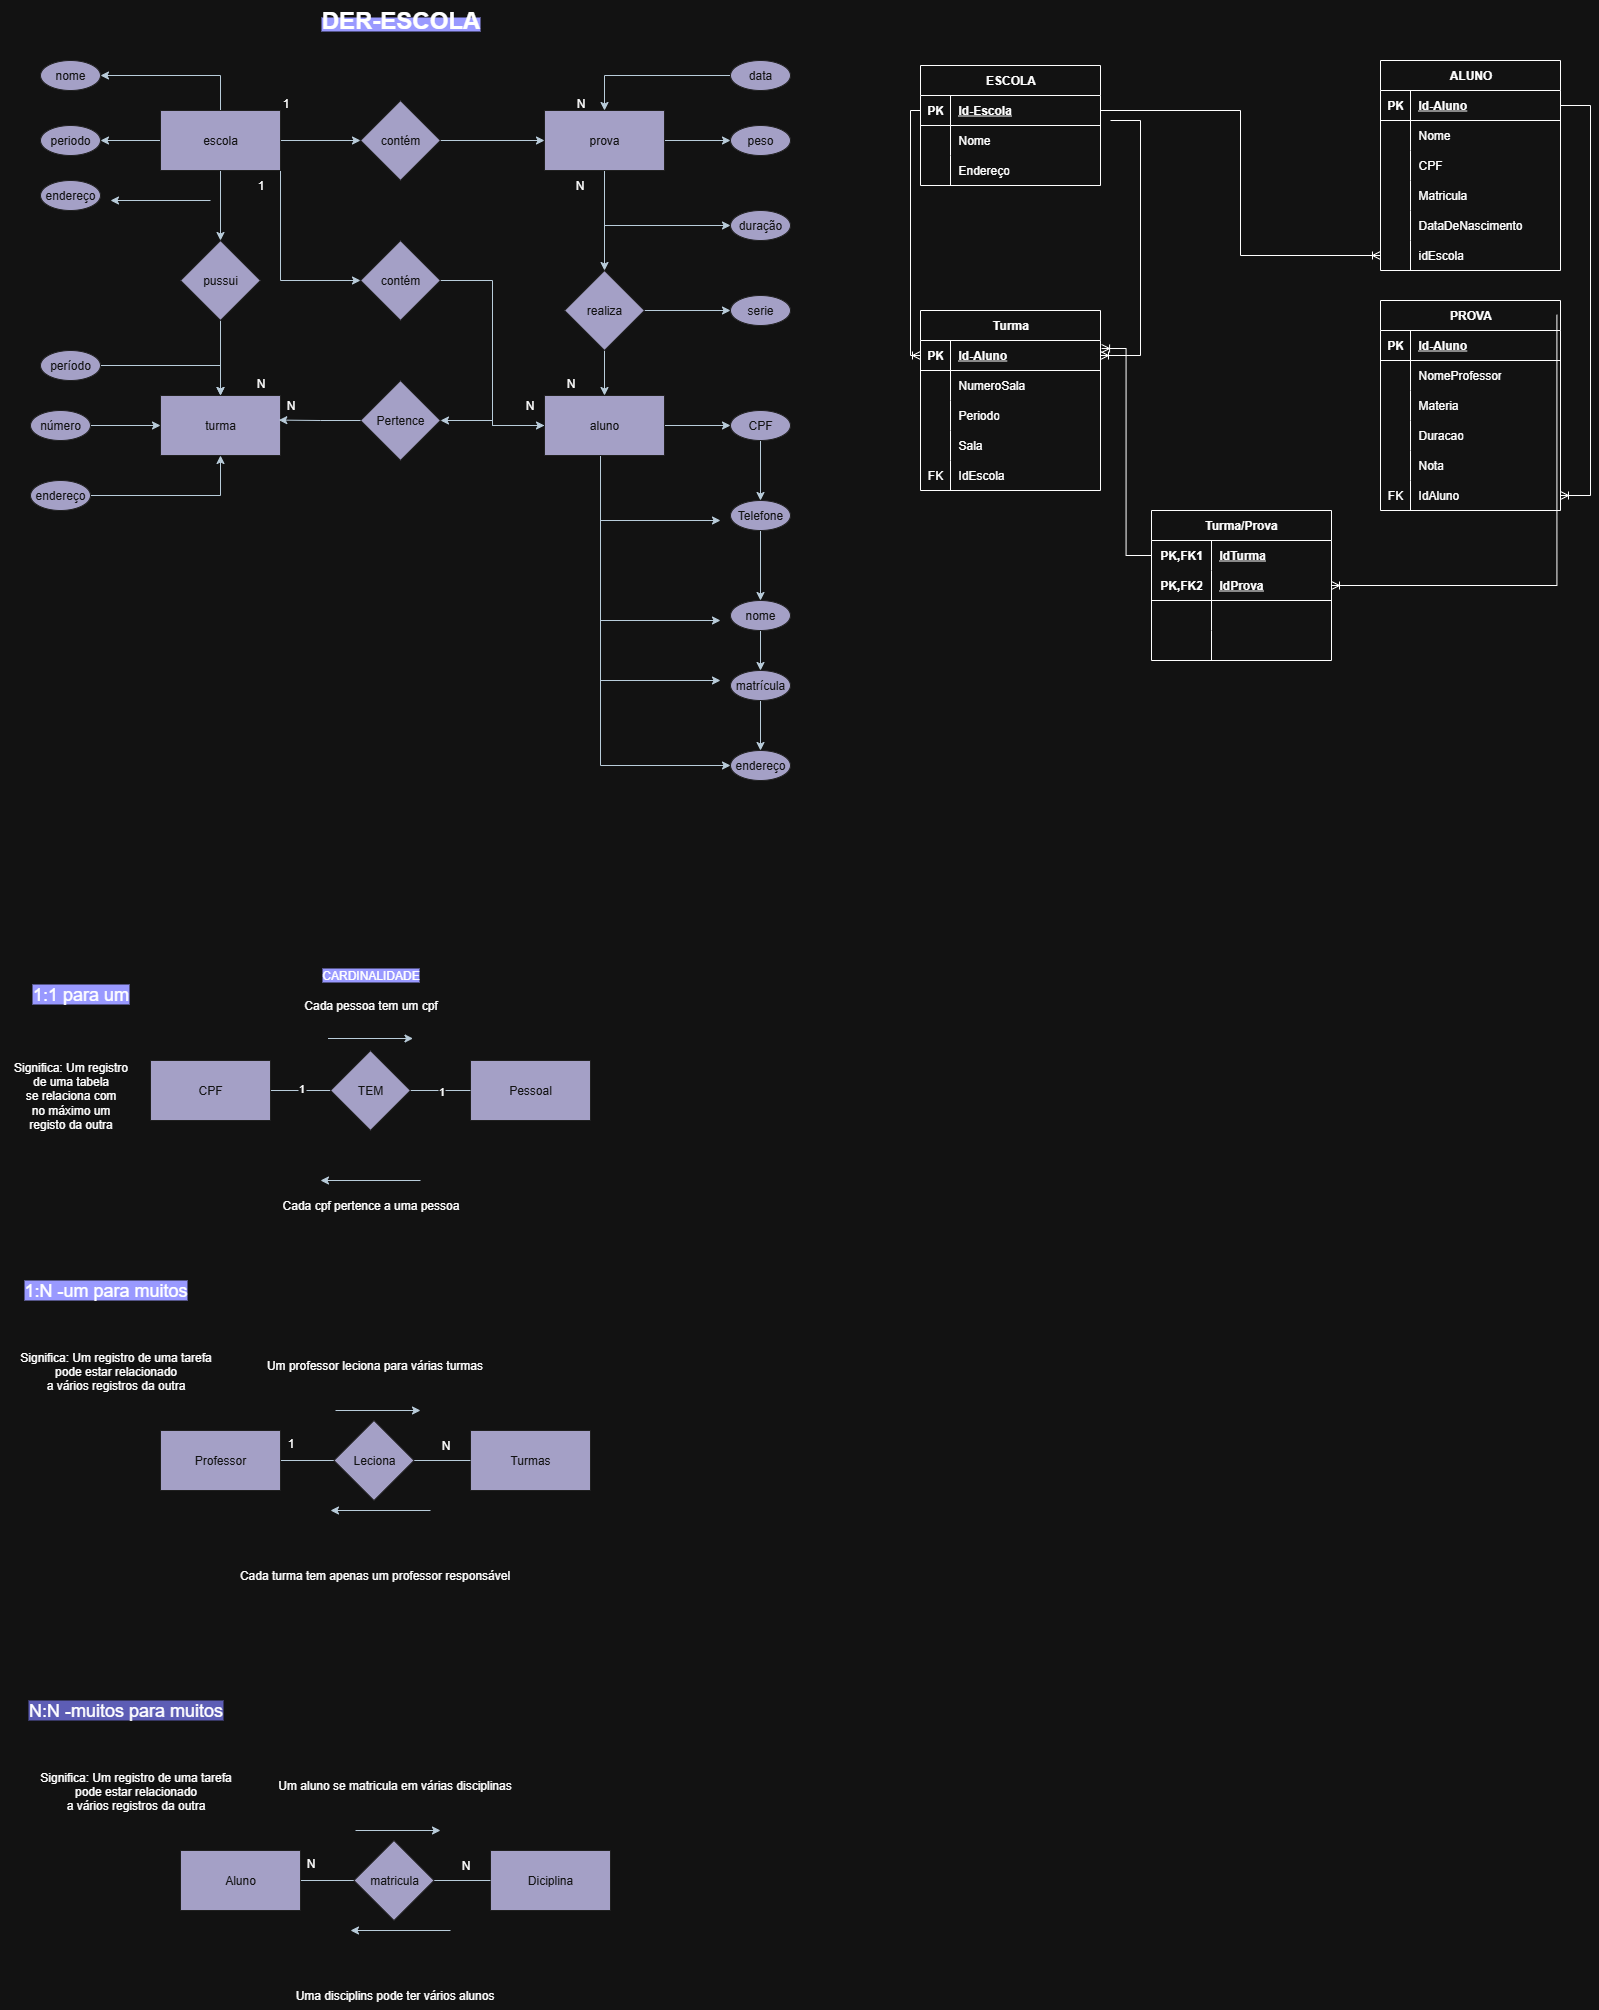 DER-ESCOLA
nome
data
1
N
escola
contém
prova
periodo
peso
1
N
endereço
duração
pussui
contém
realiza
serie
período
N
N
N
N
número
turma
Pertence
aluno
CPF
endereço
Telefone
nome
matrícula
endereço
ESCOLA
PK Id-Escola
Nome
Endereço
ALUNO
PK Id-Aluno
Nome
CPF
Matricula
DataDeNascimento
idEscola
Turma
PK Id-Aluno
NumeroSala
Periodo
Sala
FK IdEscola
PROVA
PK Id-Aluno
NomeProfessor
Materia
Duracao
Nota
FK IdAluno
Turma/Prova
PK,FK1 IdTurma
PK,FK2 IdProva
CARDINALIDADE
1:1 para um
Cada pessoa tem um cpf
Significa: Um registro
de uma tabela
se relaciona com
no máximo um
registo da outra
CPF
1
TEM
1
Pessoal
Cada cpf pertence a uma pessoa
1:N -um para muitos
Significa: Um registro de uma tarefa
pode estar relacionado
a vários registros da outra
Um professor leciona para várias turmas
Professor
1
Leciona
N
Turmas
Cada turma tem apenas um professor responsável
N:N -muitos para muitos
Significa: Um registro de uma tarefa
pode estar relacionado
a vários registros da outra
Um aluno se matricula em várias disciplinas
Aluno
N
matricula
N
Diciplina
Uma disciplins pode ter vários alunos